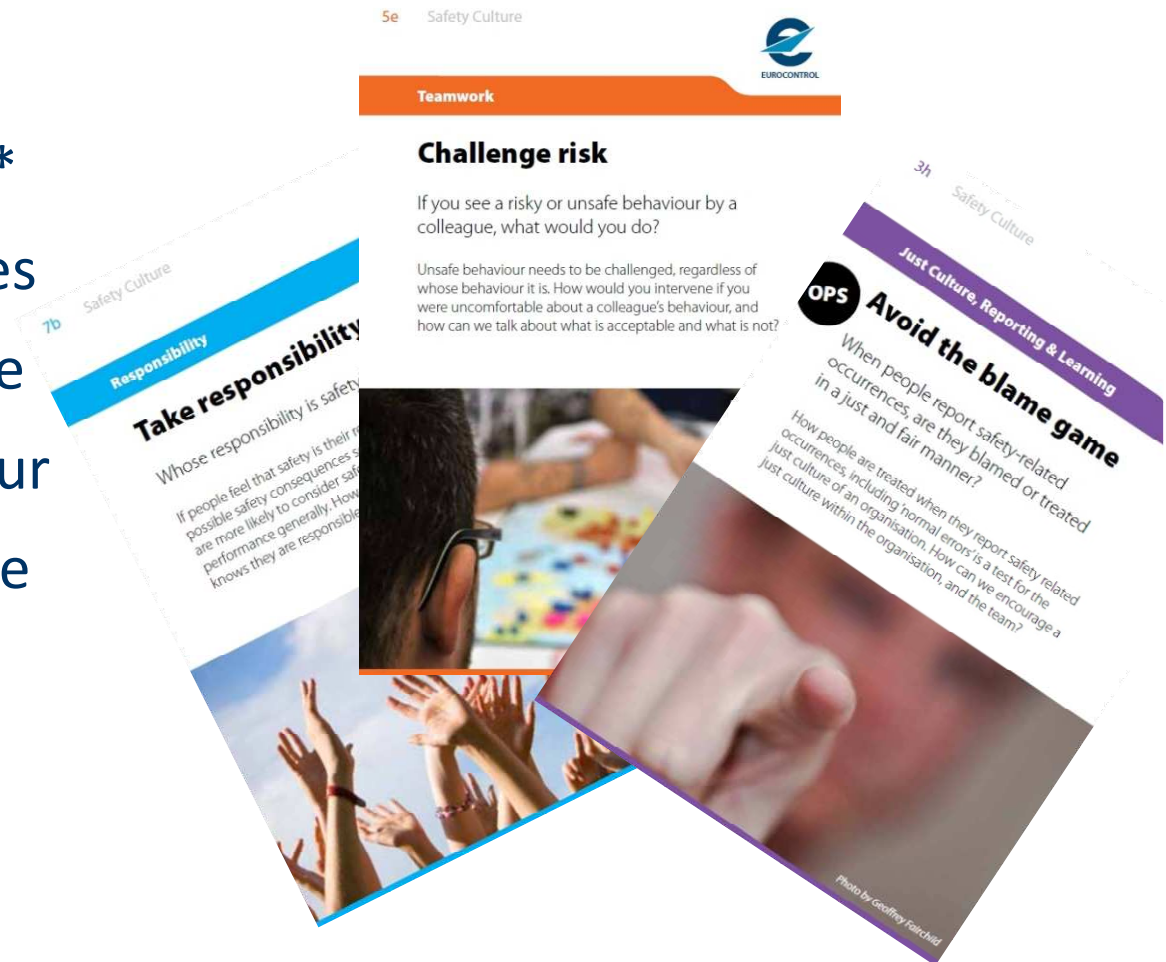 *
es
e
ur
e
7b Safety Culture
Responsibility
Take responsibility
Whose responsibility is safety
If people feel that safety is their
possible safety consequences
are more likely to consider
performance generally. How
knows they are responsible
5e Safety Culture
EUROCONTROL
Teamwork
Challenge risk
If you see a risky or unsafe behaviour by a
colleague, what would you do?
Unsafe behaviour needs to be challenged, regardless of
whose behaviour it is. How would you intervene if you
were uncomfortable about a colleague's behaviour, and
how can we talk about what is acceptable and what is not?
3h Safety Culture
Just Culture, Reporting & Learning
OPS Avoid the blame game
When people report safety-related
occurrences, are they blamed or treated
in a just and fair manner?
How people are treated when they report safety related
occurrences, including 'normal errors' is a test for the
just culture of an organisation. How can we encourage a
just culture within the organisation, and the team?
Photo by Geoffrey Fairchild